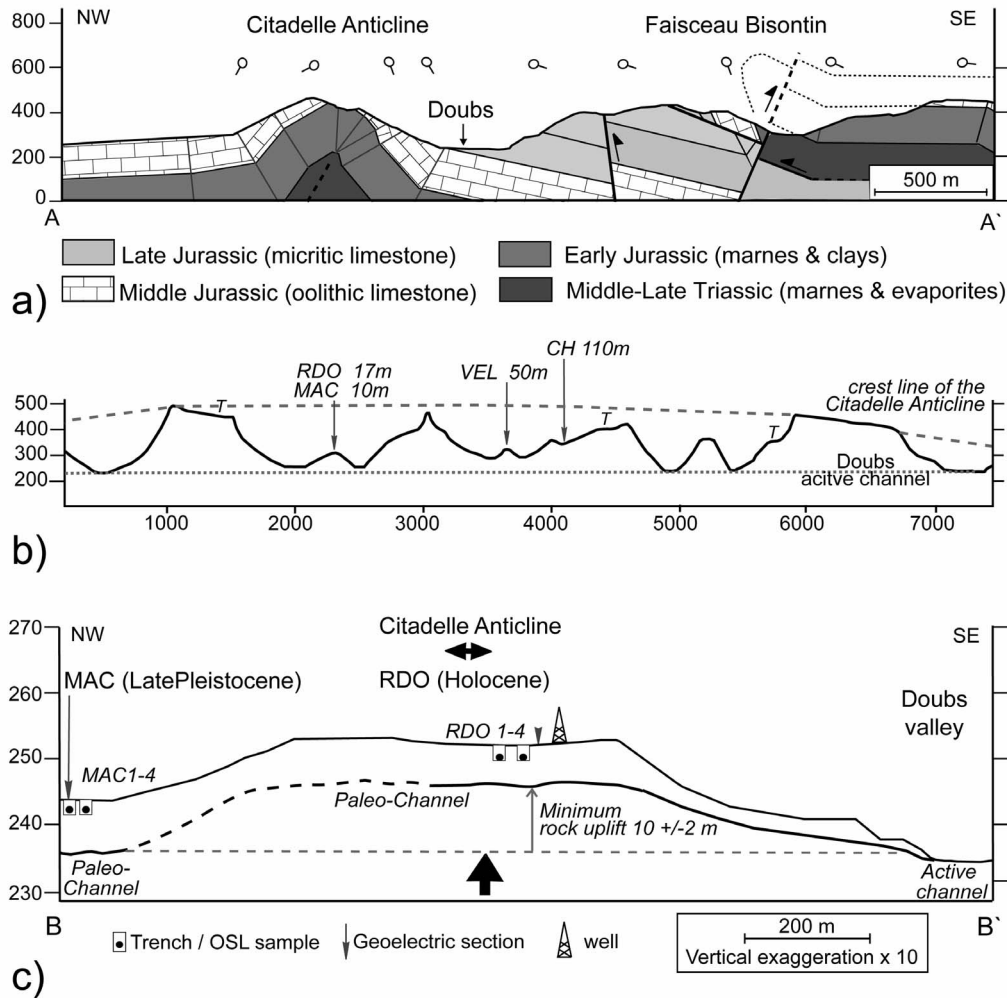 NW
Citadelle Anticline
Faisceau Bisontin
SE
800
600
400
200
0
Doubs
500 m
A
A`
Late Jurassic (micritic limestone)
Early Jurassic (marnes & clays)
Middle Jurassic (oolithic limestone)
Middle-Late Triassic (marnes & evaporites)
a)
CH 110m
RDO 17m
MAC 10m
VEL 50m
crest line of the
Citadelle Anticline
500
400
300
200
T
T
T
Doubs
acitve channel
1000
2000
3000
4000
5000
6000
7000
b)
270
260
250
240
230
NW
Citadelle Anticline
SE
MAC (LatePleistocene)
RDO (Holocene)
Doubs
valley
RDO 1-4
MAC1-4
Paleo-Channel
Minimum
rock uplift 10 +/-2 m
Paleo-
Channel
Active
channel
B
B`
Trench / OSL sample
Geoelectric section
well
200 m
Vertical exaggeration x 10
c)